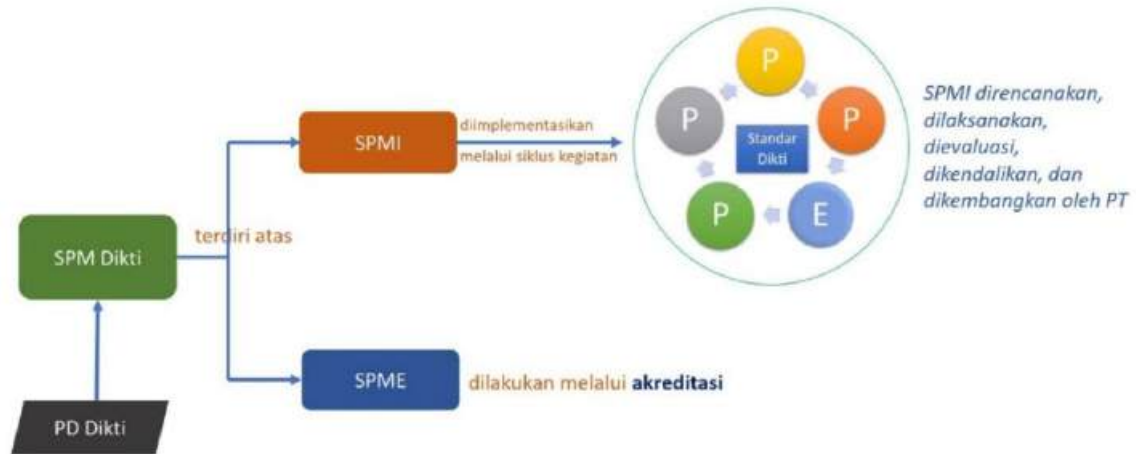 P
P
P
Standar
Dikti
P
E
SPMI direncanakan,
dilaksanakan,
dievaluasi,
dikendalikan, dan
dikembangkan oleh PT
SPMI
diimplementasikan
melalui siklus kegiatan
terdiri atas
SPM Dikti
SPME
dilakukan melalui akreditasi
PD Dikti